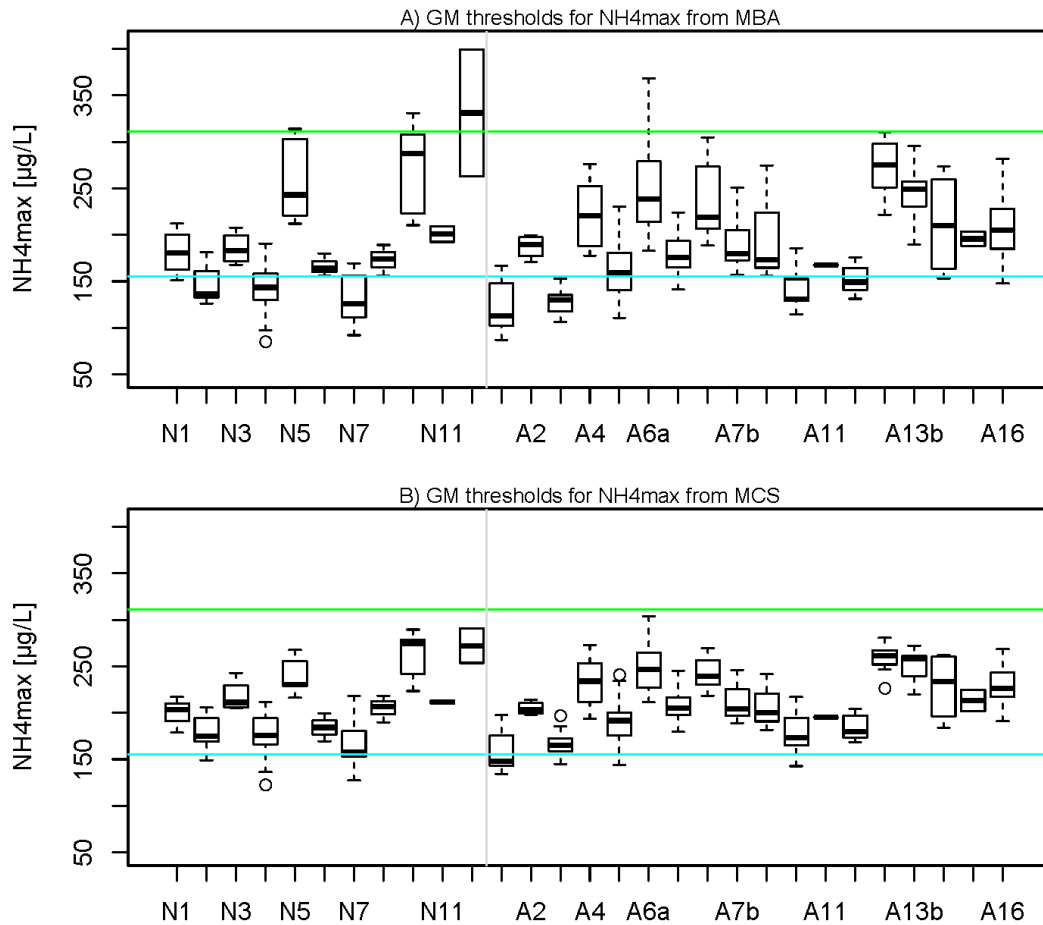 A) GM thresholds for NH4max from MBA
NH4max [µg/L]
350
250
150
50
N1 N3 N5 N7 N11 A2 A4 A6a A7b A11 A13b A16
B) GM thresholds for NH4max from MCS
NH4max [µg/L]
350
250
150
50
N1 N3 N5 N7 N11 A2 A4 A6a A7b A11 A13b A16